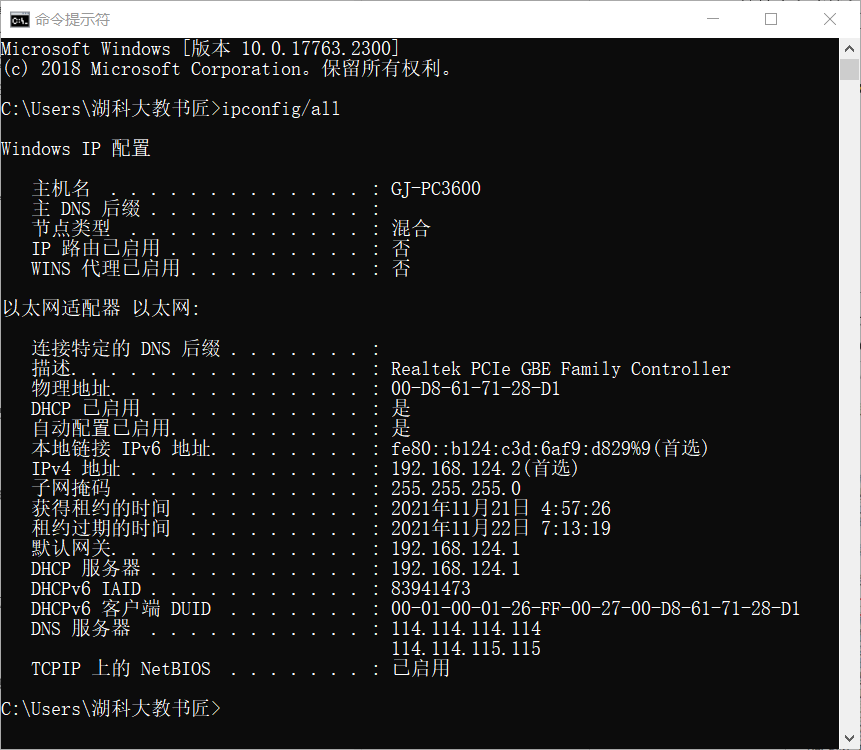 命令提示符
Microsoft Windows [版本 10.0.17763.2300]
(c) 2018 Microsoft Corporation。保留所有权利。
C:\Users\湖科大教书匠>ipconfig/all
Windows IP 配置
主机名 . . . . . . . . . . . . . : GJ-PC3600
主 DNS 后缀 . . . . . . . . . . . :
节点类型 . . . . . . . . . . . . : 混合
IP 路由已启用 . . . . . . . . . . : 否
WINS 代理已启用 . . . . . . . . . : 否
以太网适配器 以太网:
连接特定的 DNS 后缀 . . . . . . . :
描述. . . . . . . . . . . . . . . : Realtek PCIe GBE Family Controller
物理地址. . . . . . . . . . . . . : 00-D8-61-71-28-D1
DHCP 已启用 . . . . . . . . . . . : 是
自动配置已启用. . . . . . . . . . : 是
本地链接 IPv6 地址. . . . . . . . : fe80::b124:c3d:6af9:d829%9(首选)
IPv4 地址 . . . . . . . . . . . . : 192.168.124.2(首选)
子网掩码 . . . . . . . . . . . . : 255.255.255.0
获得租约的时间 . . . . . . . . . : 2021年11月21日 4:57:26
租约过期的时间 . . . . . . . . . : 2021年11月22日 7:13:19
默认网关. . . . . . . . . . . . . : 192.168.124.1
DHCP 服务器 . . . . . . . . . . . : 192.168.124.1
DHCPv6 IAID . . . . . . . . . . . : 83941473
DHCPv6 客户端 DUID . . . . . . . : 00-01-00-01-26-FF-00-27-00-D8-61-71-28-D1
DNS 服务器 . . . . . . . . . . . : 114.114.114.114
114.114.115.115
TCPIP 上的 NetBIOS . . . . . . . : 已启用
C:\Users\湖科大教书匠>